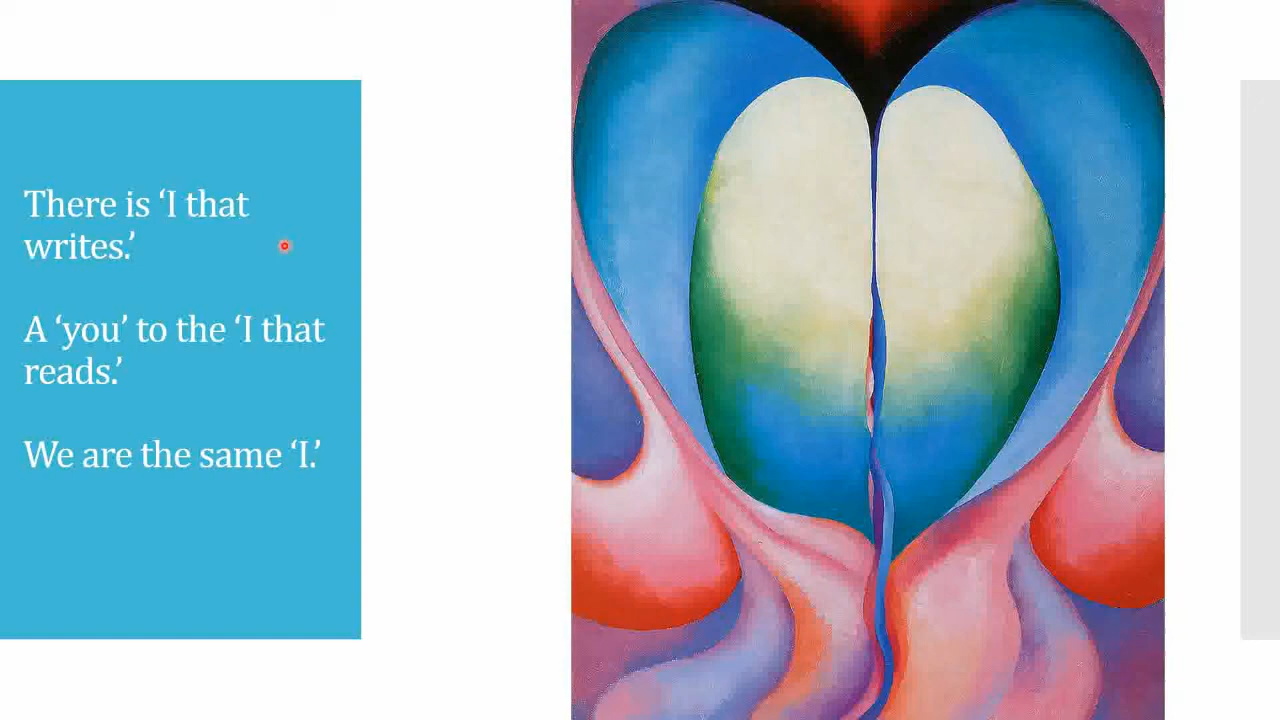 There is ‘I that
writes.’
A ‘you’ to the ‘I that
reads.’
We are the same ‘I.’